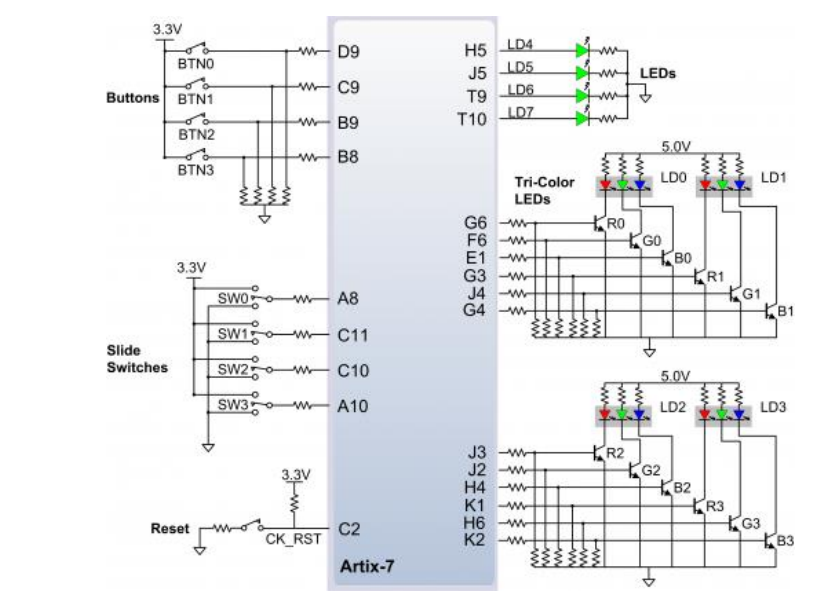 3.3V
BTN0
BTN1
BTN2
BTN3
Buttons
D9
C9
B9
B8
3.3V
SW0
SW1
SW2
SW3
Slide
Switches
A8
C11
C10
A10
3.3V
Reset
CK_RST
C2
Artix-7
H5 LD4
J5 LD5
T9 LD6
T10 LD7
LEDs
5.0V
Tri-Color
LEDs
LD0
LD1
G6
F6
E1
G3
J4
G4
R0
G0
B0
R1
G1
B1
5.0V
LD2
LD3
J3
J2
H4
K1
H6
K2
R2
G2
B2
R3
G3
B3